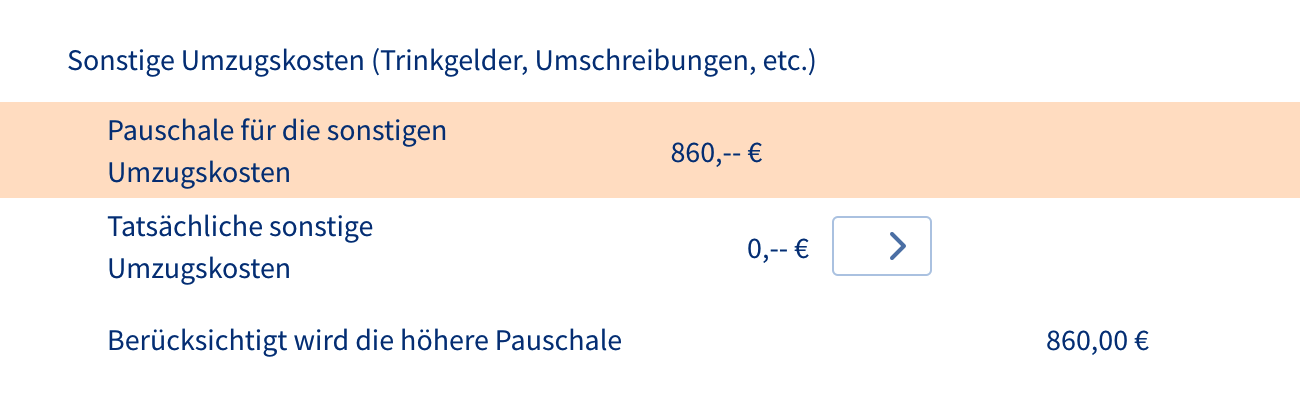 Sonstige Umzugskosten (Trinkgelder, Umschreibungen, etc.)
Pauschale für die sonstigen
Umzugskosten
860,-- €
Tatsächliche sonstige
Umzugskosten
0,-- €
Berücksichtigt wird die höhere Pauschale
860,00 €